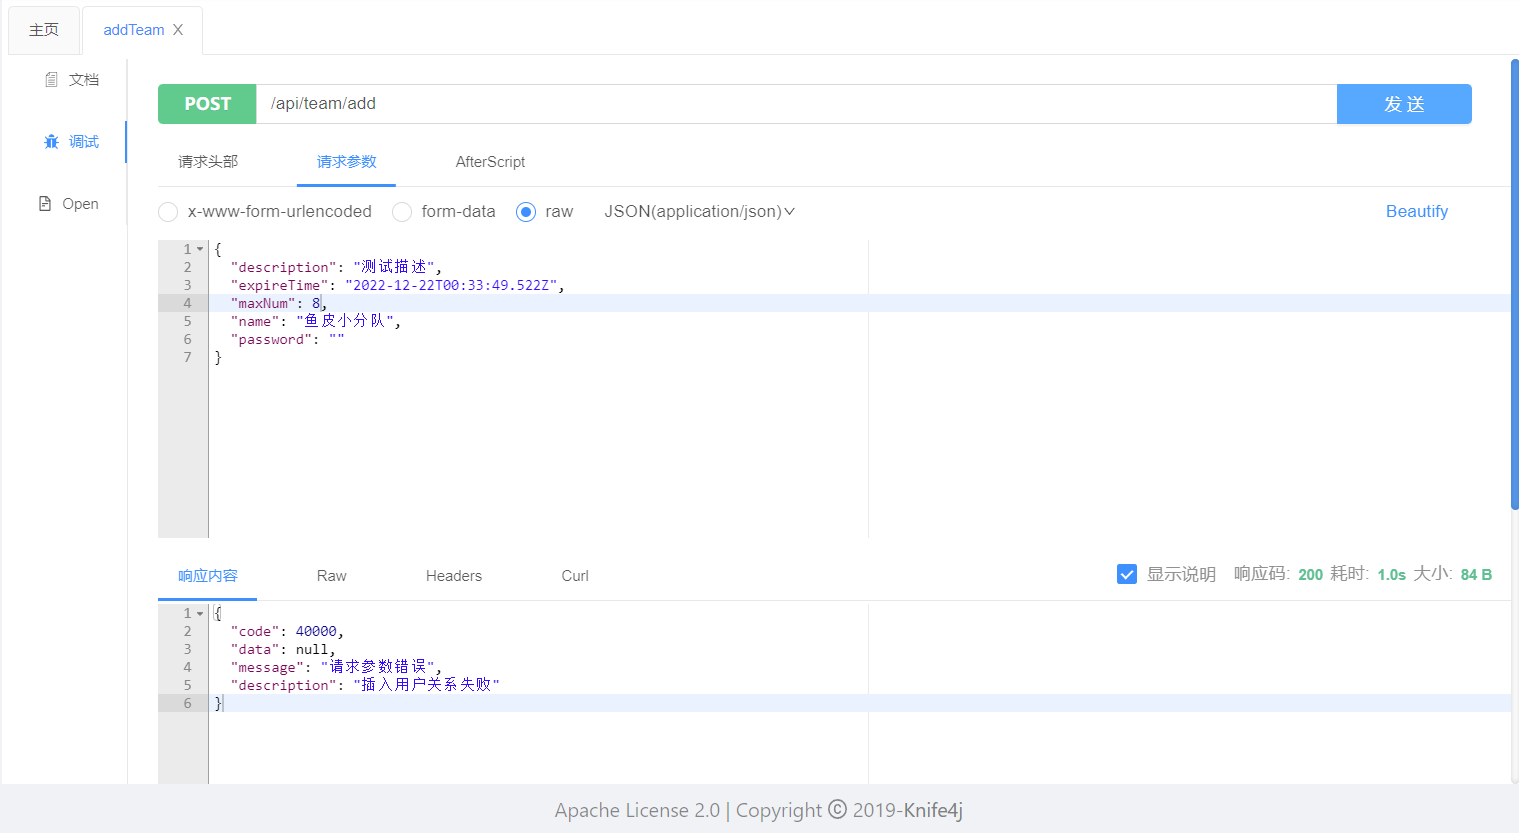 主页
addTeam X
文档
调试
Open
POST /api/team/add 发 送
请求头部 请求参数 AfterScript
x-www-form-urlencoded form-data raw JSON(application/json) Beautify
1 {
2 "description": "测试描述",
3 "expireTime": "2022-12-22T00:33:49.522Z",
4 "maxNum": 8,
5 "name": "鱼皮小分队",
6 "password": ""
7 }
响应内容 Raw Headers Curl 显示说明 响应码: 200 耗时: 1.0s 大小: 84 B
1 {
2 "code": 40000,
3 "data": null,
4 "message": "请求参数错误",
5 "description": "插入用户关系失败"
6 }
Apache License 2.0 | Copyright © 2019-Knife4j